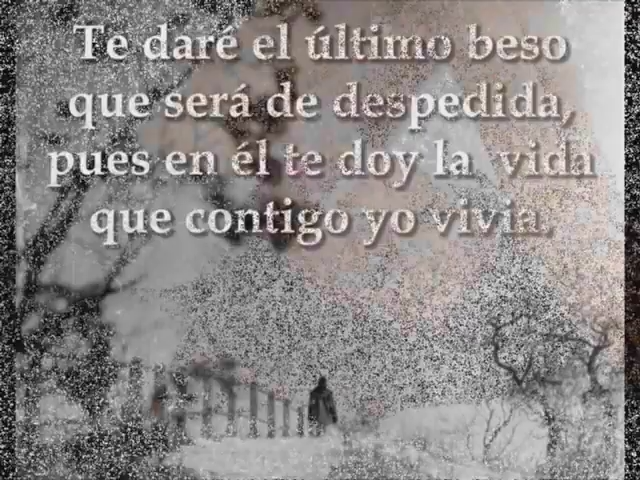 Te daré el último beso
que será de despedida,
pues en él te doy la vida
que contigo yo vivia.